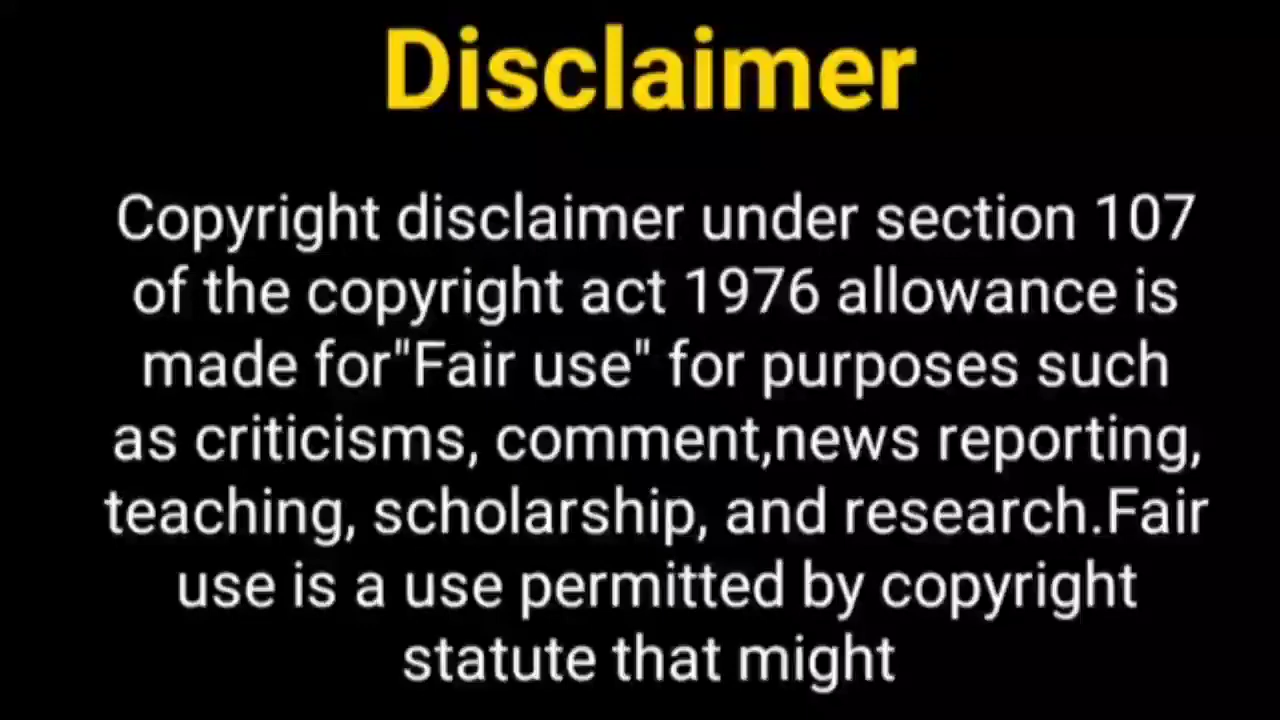 Disclaimer
Copyright disclaimer under section 107
of the copyright act 1976 allowance is
made for"Fair use" for purposes such
as criticisms, comment,news reporting,
teaching, scholarship, and research.Fair
use is a use permitted by copyright
statute that might